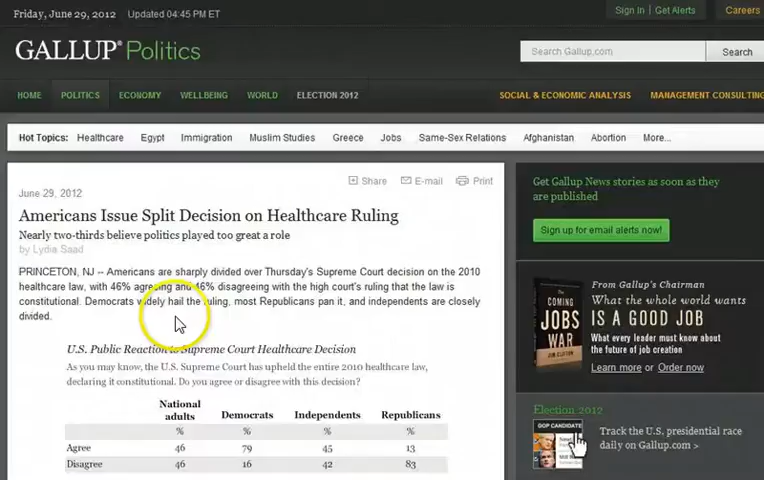 Friday, June 29, 2012 Updated 04:45 PM ET
Sign In | Get Alerts Careers
GALLUP® Politics
Search Gallup.com Search
HOME POLITICS ECONOMY WELLBEING WORLD ELECTION 2012 SOCIAL & ECONOMIC ANALYSIS MANAGEMENT CONSULTING
Hot Topics: Healthcare Egypt Immigration Muslim Studies Greece Jobs Same-Sex Relations Afghanistan Abortion More...
Share E-mail Print
June 29, 2012
Americans Issue Split Decision on Healthcare Ruling
Nearly two-thirds believe politics played too great a role
by Lydia Saad
PRINCETON, NJ -- Americans are sharply divided over Thursday's Supreme Court decision on the 2010
healthcare law, with 46% agreeing and 46% disagreeing with the high court's ruling that the law is
constitutional. Democrats widely hail the ruling, most Republicans pan it, and independents are closely
divided.
U.S. Public Reaction to Supreme Court Healthcare Decision
As you may know, the U.S. Supreme Court has upheld the entire 2010 healthcare law,
declaring it constitutional. Do you agree or disagree with this decision?
National
adults Democrats Independents Republicans
% % % %
Agree 46 79 45 13
Disagree 46 16 42 83
Get Gallup News stories as soon as they
are published
Sign up for email alerts now!
THE
COMING
JOBS
WAR
JIM CLIFTON
From Gallup's Chairman
What the whole world wants
IS A GOOD JOB
What every leader must know about
the future of job creation
Learn more or Order now
Election 2012
GOP CANDIDATE
Track the U.S. presidential race
daily on Gallup.com >